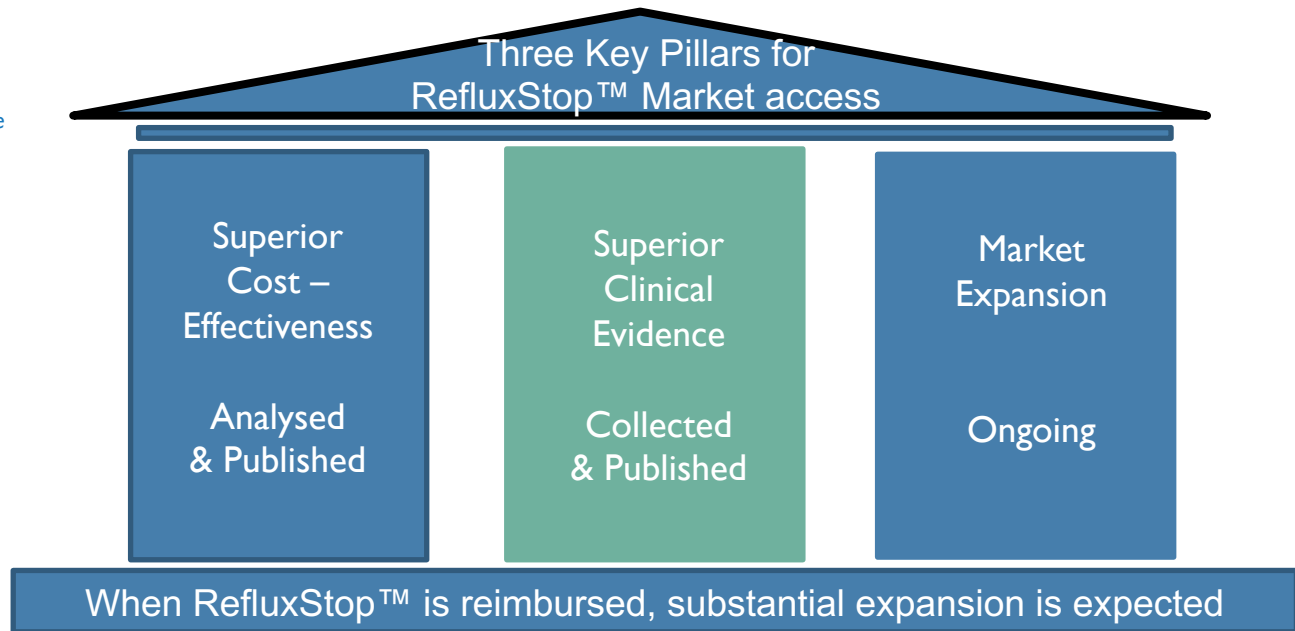 Three Key Pillars for
RefluxStop™ Market access
e
Superior
Cost –
Effectiveness
Analysed
& Published
Superior
Clinical
Evidence
Collected
& Published
Market
Expansion
Ongoing
When RefluxStop™ is reimbursed, substantial expansion is expected